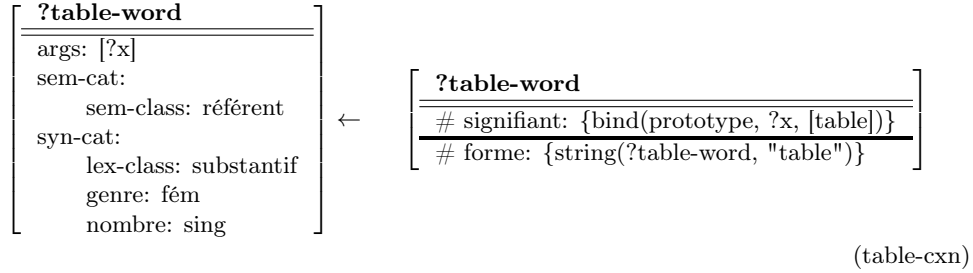 ?table-word
args: [?x]
sem-cat:
sem-class: référent
syn-cat:
lex-class: substantif
genre: fém
nombre: sing
←
?table-word
# signifiant: {bind(prototype, ?x, [table])}
# forme: {string(?table-word, "table")}
(table-cxn)